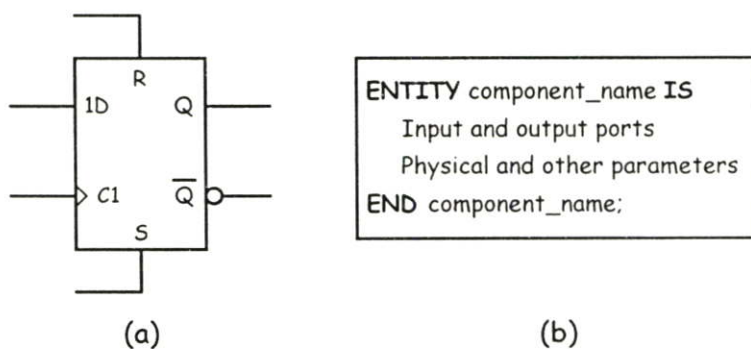 R
1D Q
C1 Q̅
S
(a)
ENTITY component_name IS
Input and output ports
Physical and other parameters
END component_name;
(b)